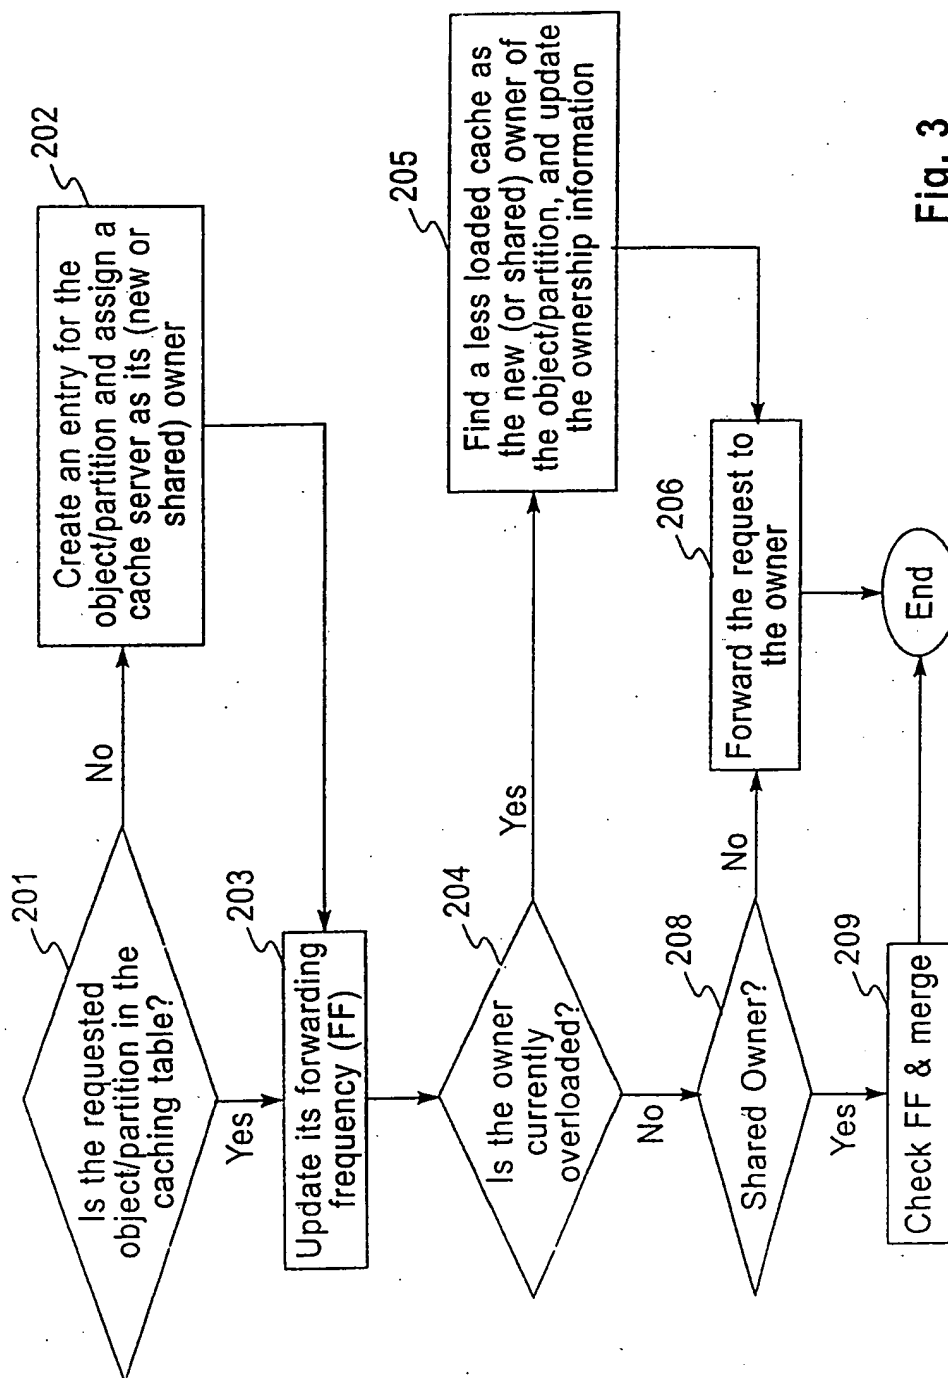 201
Is the requested
object/partition in the
caching table?
No
Yes
202
Create an entry for the
object/partition and assign a
cache server as its (new or
shared) owner
203
Update its forwarding
frequency (FF)
204
Is the owner
currently
overloaded?
Yes
No
205
Find a less loaded cache as
the new (or shared) owner of
the object/partition, and update
the ownership information
208
Shared Owner?
No
Yes
206
Forward the request to
the owner
209
Check FF & merge
End
Fig. 3